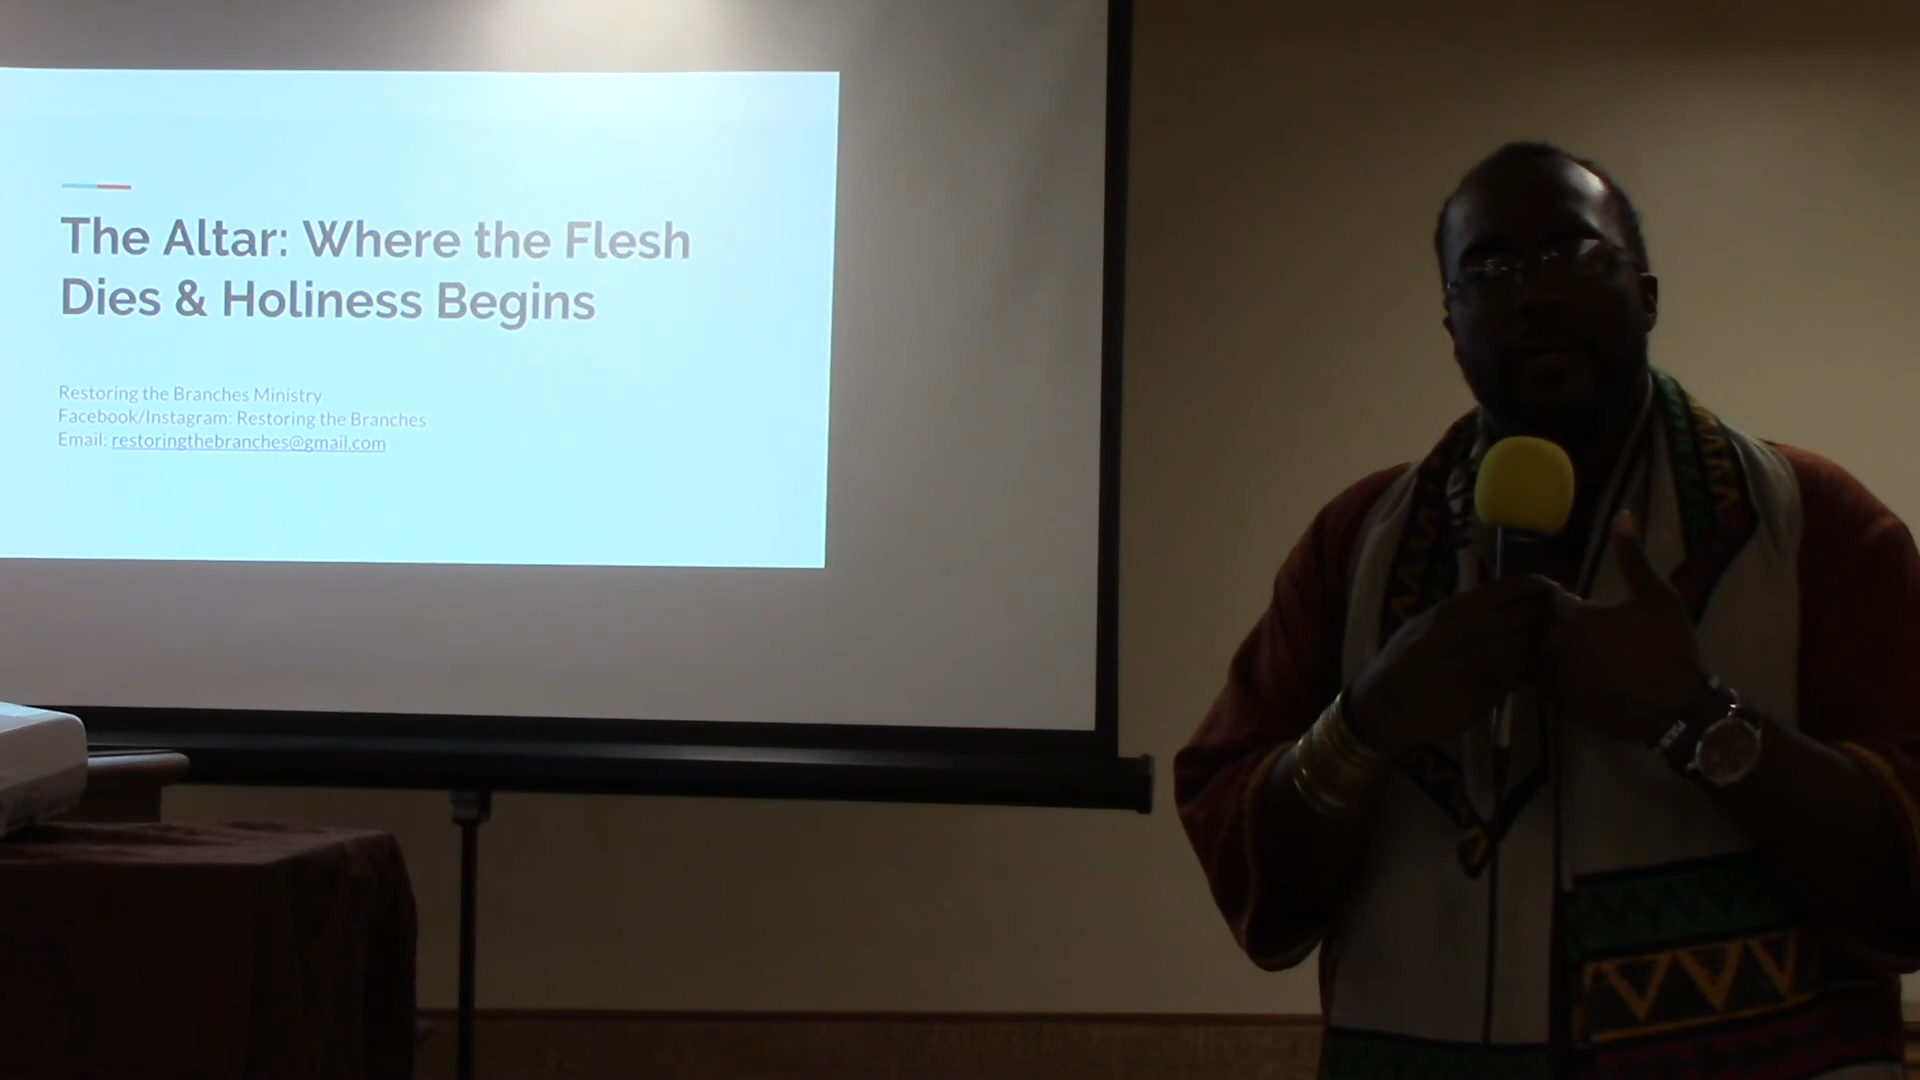 The Altar: Where the Flesh
Dies & Holiness Begins
Restoring the Branches Ministry
Facebook/Instagram: Restoring the Branches
Email: restoringthebranches@gmail.com